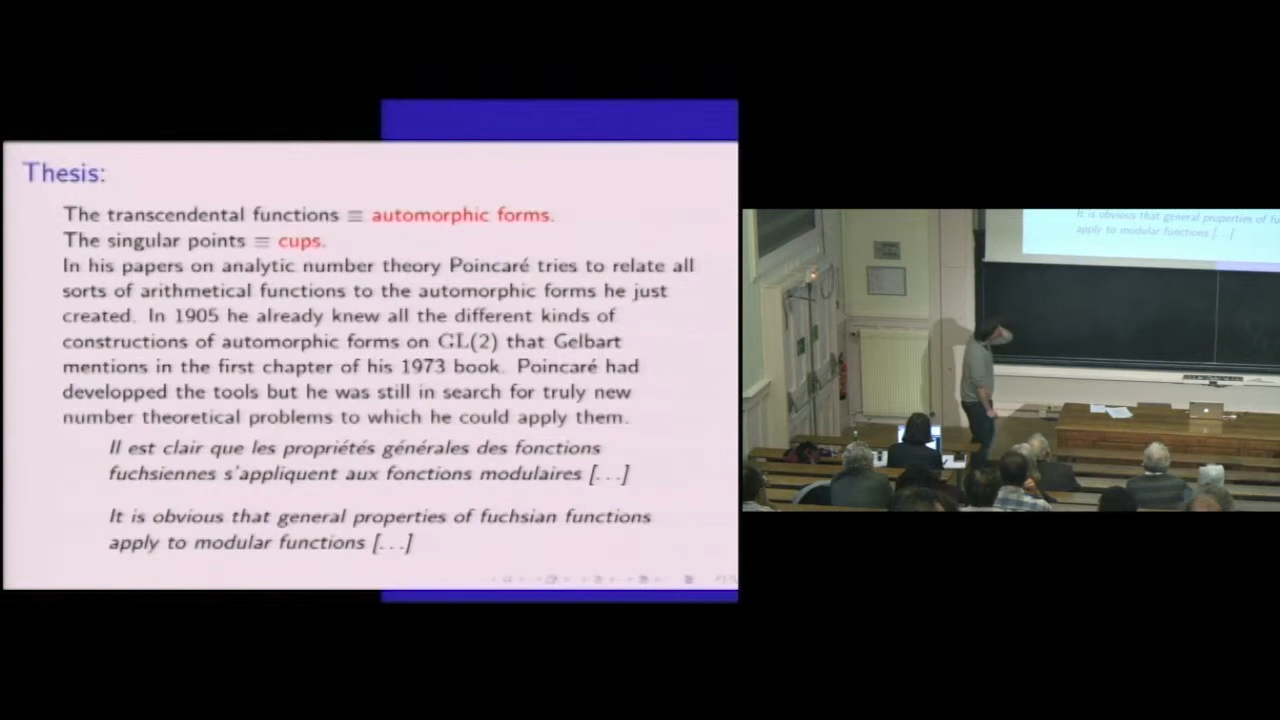 Thesis:
The transcendental functions ≡ automorphic forms.
The singular points ≡ cups.
In his papers on analytic number theory Poincaré tries to relate all
sorts of arithmetical functions to the automorphic forms he just
created. In 1905 he already knew all the different kinds of
constructions of automorphic forms on GL(2) that Gelbart
mentions in the first chapter of his 1973 book. Poincaré had
developped the tools but he was still in search for truly new
number theoretical problems to which he could apply them.
Il est clair que les propriétés générales des fonctions
fuchsiennes s'appliquent aux fonctions modulaires [...]
It is obvious that general properties of fuchsian functions
apply to modular functions [...]
It is obvious that general properties of fu
apply to modular functions [...]